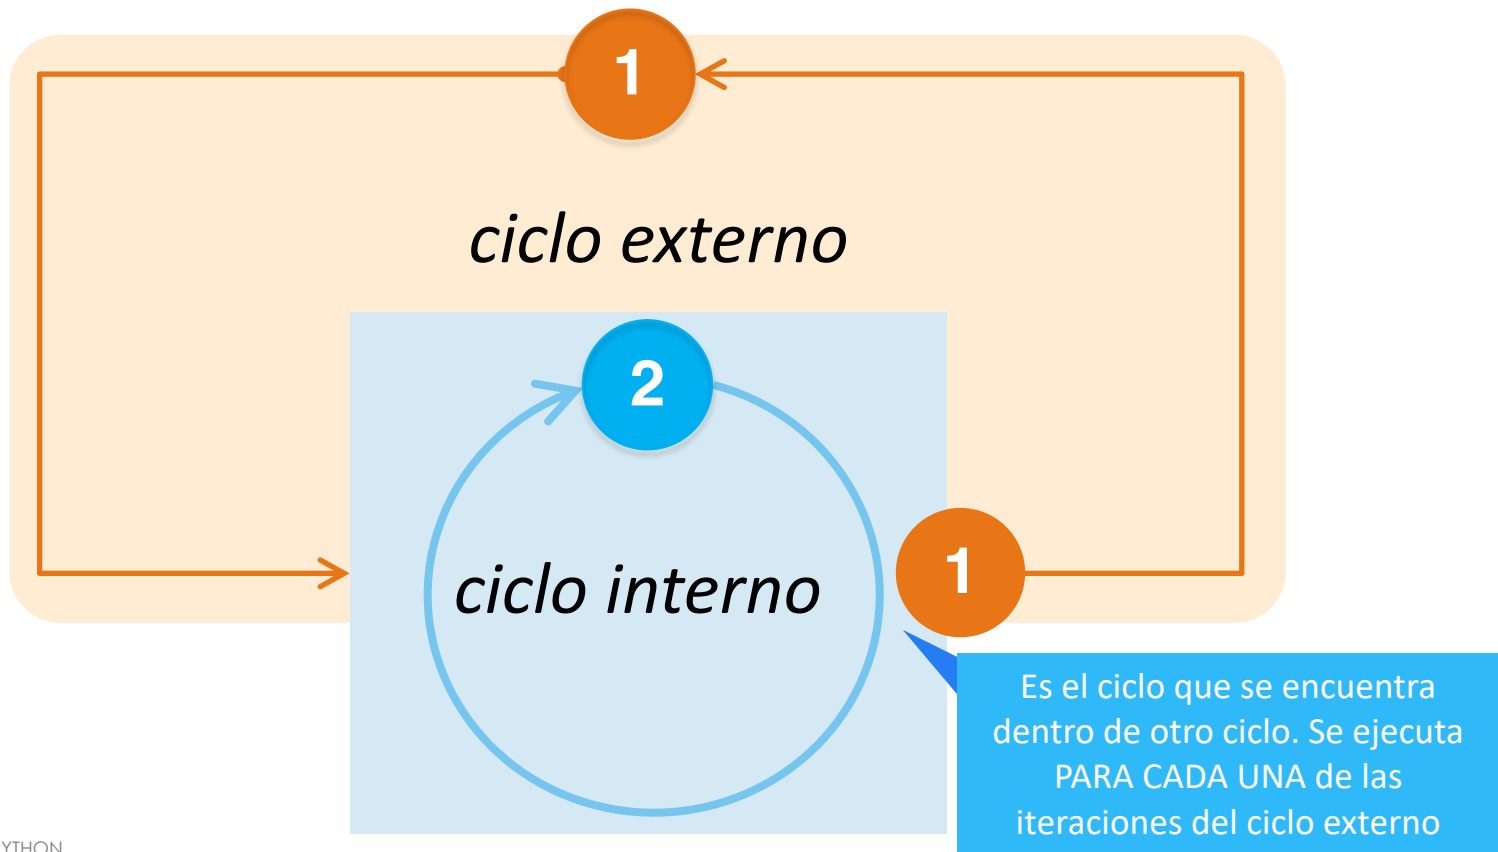 1
ciclo externo
2
ciclo interno
1
Es el ciclo que se encuentra
dentro de otro ciclo. Se ejecuta
PARA CADA UNA de las
iteraciones del ciclo externo